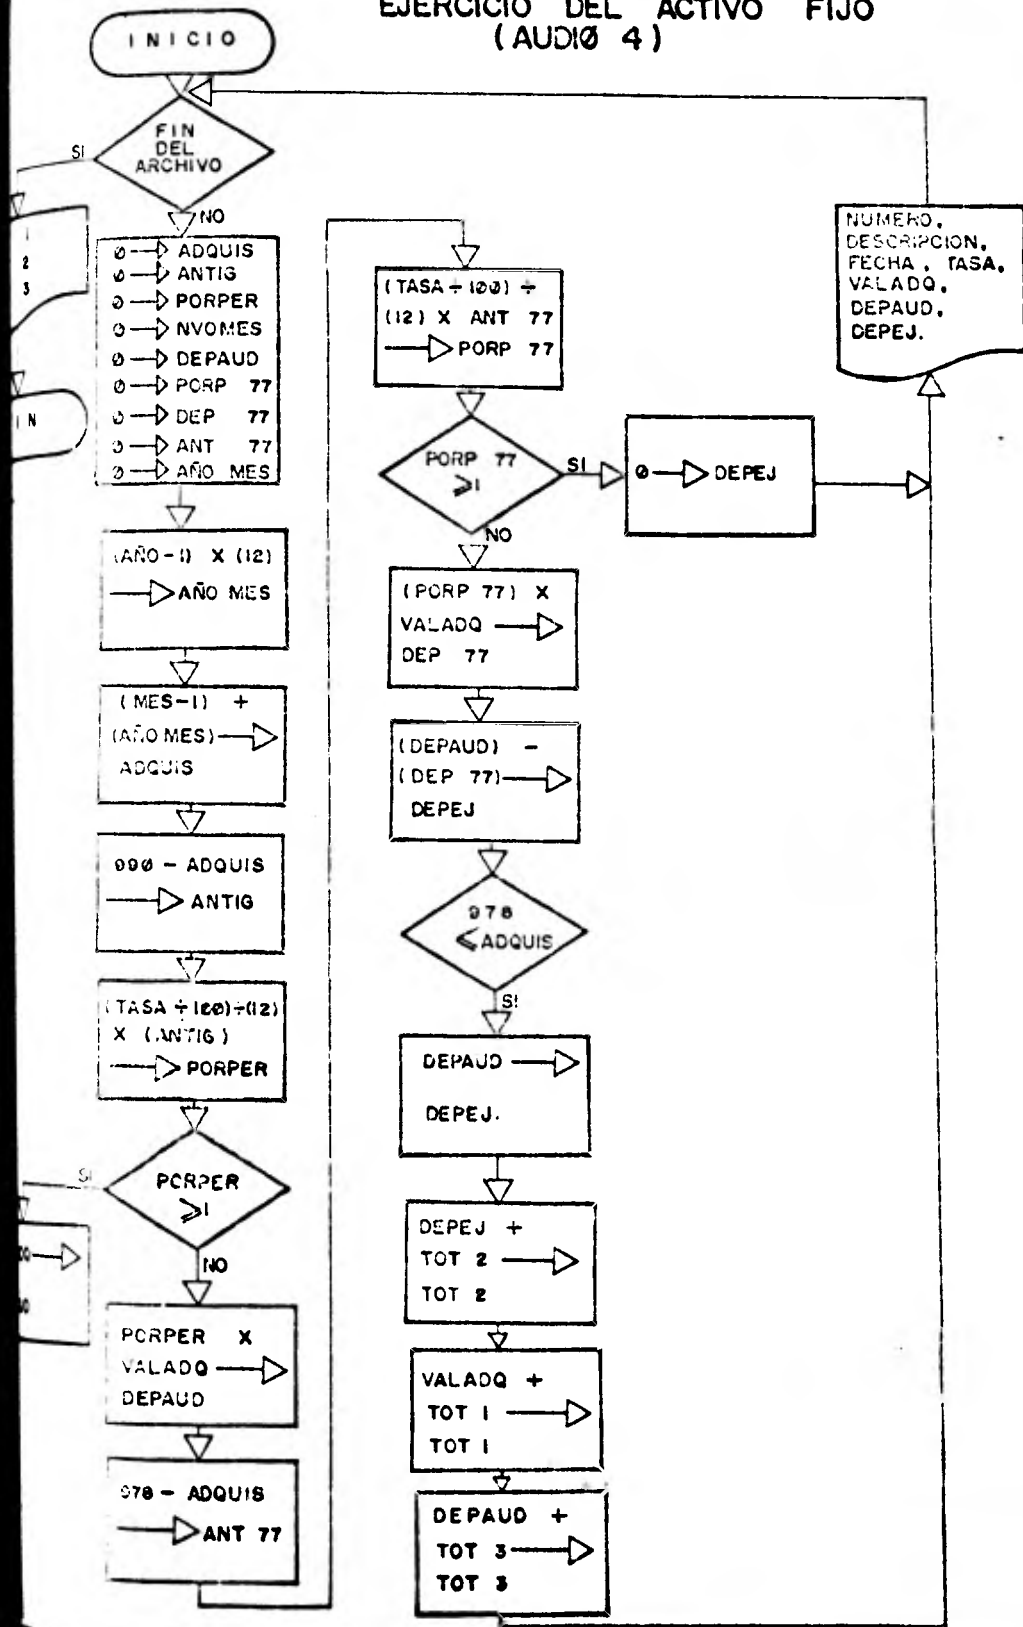 EJERCICIO DEL ACTIVO FIJO
(AUDIØ 4)
INICIO
FIN
DEL
ARCHIVO
SI
NO
1
2
3
IN
Ø → ADQUIS
Ø → ANTIG
Ø → PORPER
Ø → NVOMES
Ø → DEPAUD
Ø → PORP 77
Ø → DEP 77
Ø → ANT 77
Ø → AÑO MES
(AÑO-1) X (12)
→ AÑO MES
(MES-1) +
(AÑO MES) →
ADQUIS
990 - ADQUIS
→ ANTIG
(TASA ÷ 100) ÷ (12)
X (ANTIG)
→ PORPER
PORPER
⩾1
SI
NO
PORPER X
VALADQ →
DEPAUD
978 - ADQUIS
→ ANT 77
(TASA ÷ 100) ÷
(12) X ANT 77
→ PORP 77
PORP 77
⩾1
SI
NO
Ø → DEPEJ
(PORP 77) X
VALADQ →
DEP 77
(DEPAUD) -
(DEP 77) →
DEPEJ
978
⩽ ADQUIS
SI
DEPAUD →
DEPEJ.
DEPEJ +
TOT 2 →
TOT 2
VALADQ +
TOT 1 →
TOT 1
DEPAUD +
TOT 3 →
TOT 3
NUMERO,
DESCRIPCION,
FECHA, TASA,
VALADQ,
DEPAUD,
DEPEJ.